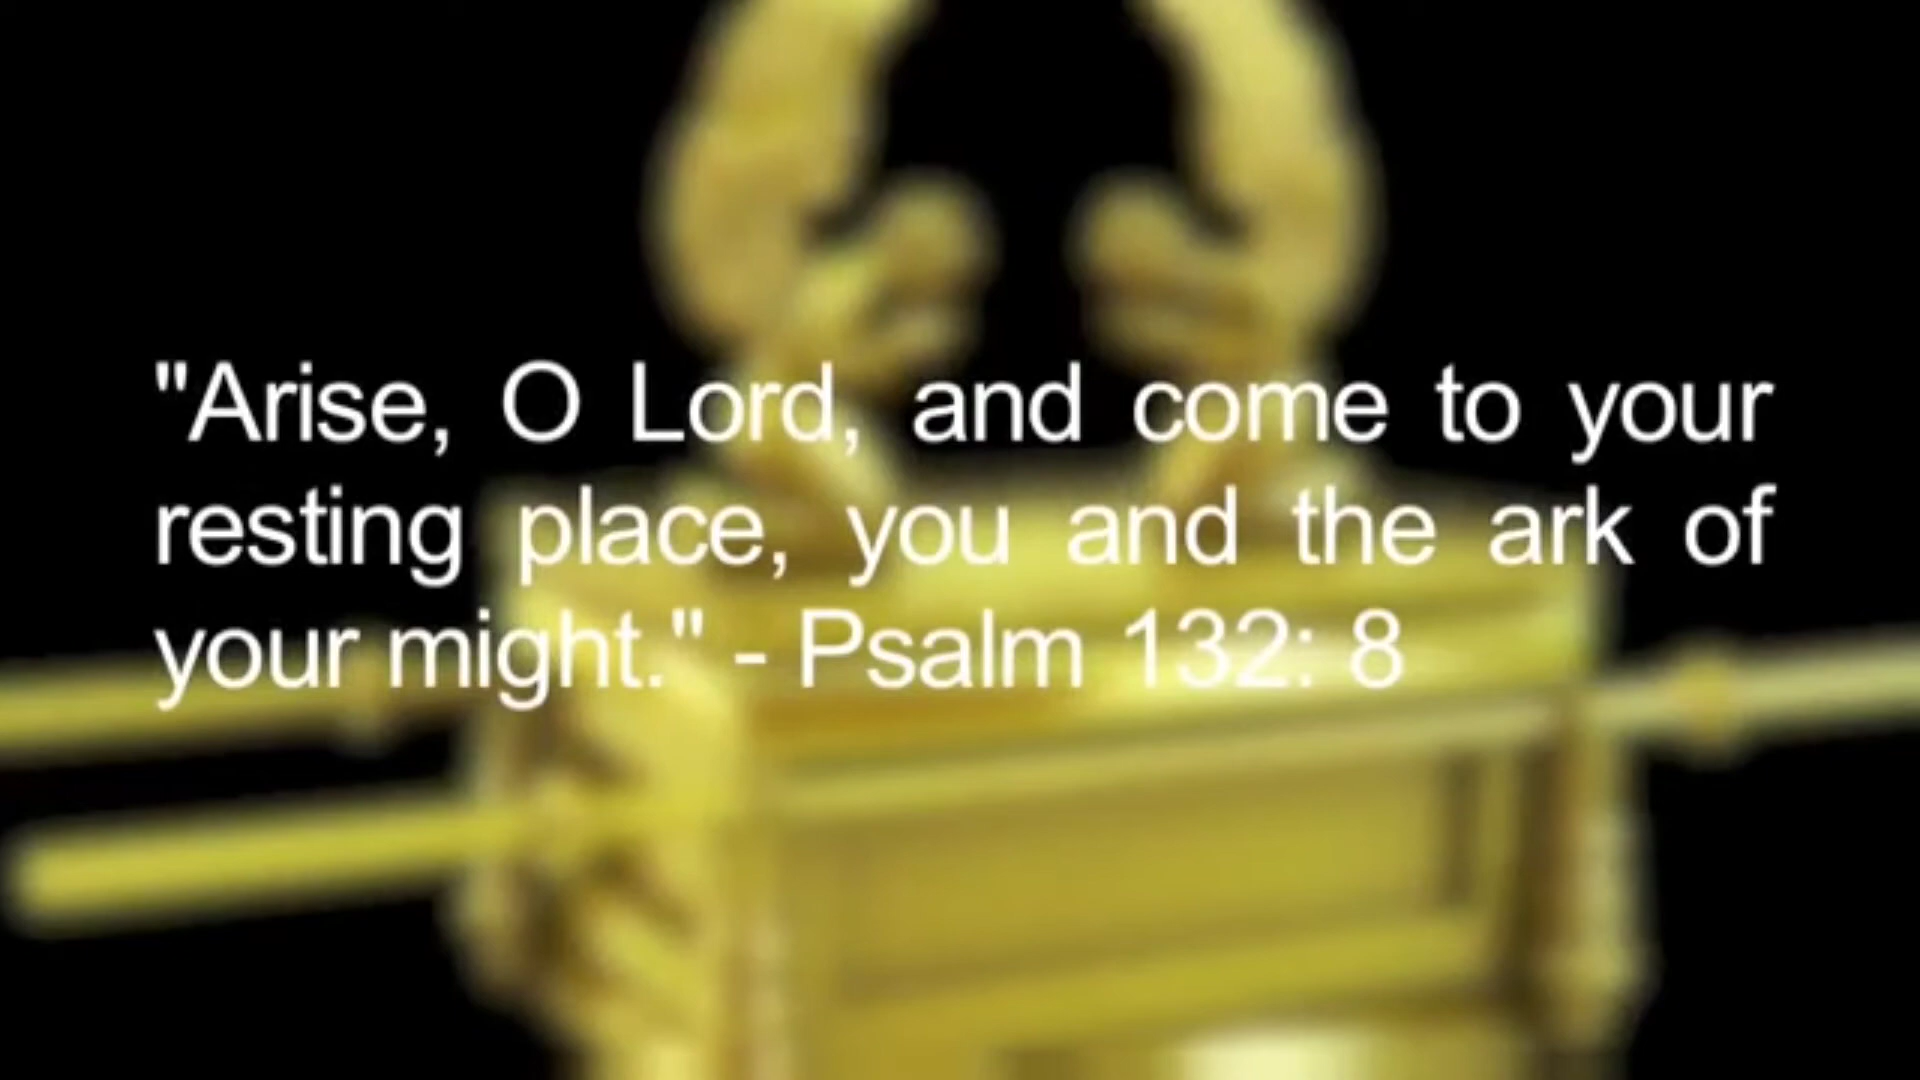 "Arise, O Lord, and come to your
resting place, you and the ark of
your might." - Psalm 132: 8